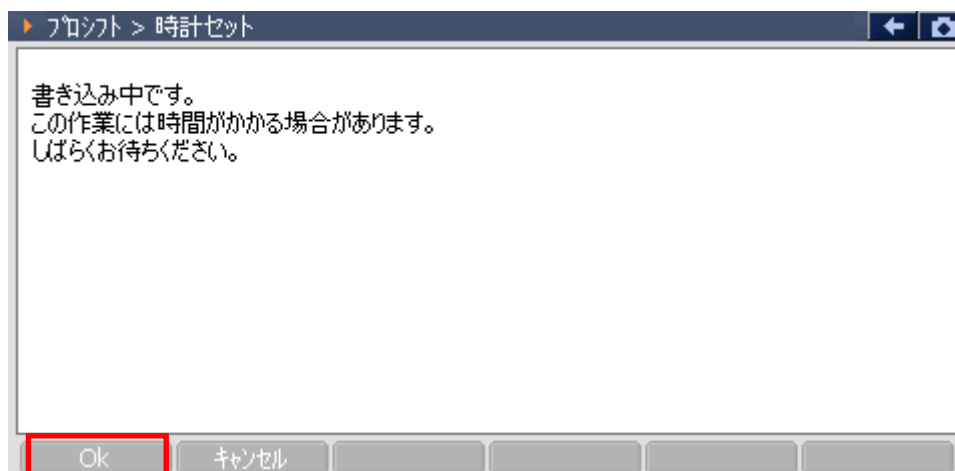 プロシフト > 時計セット
書き込み中です。
この作業には時間がかかる場合があります。
しばらくお待ちください。
Ok キャンセル